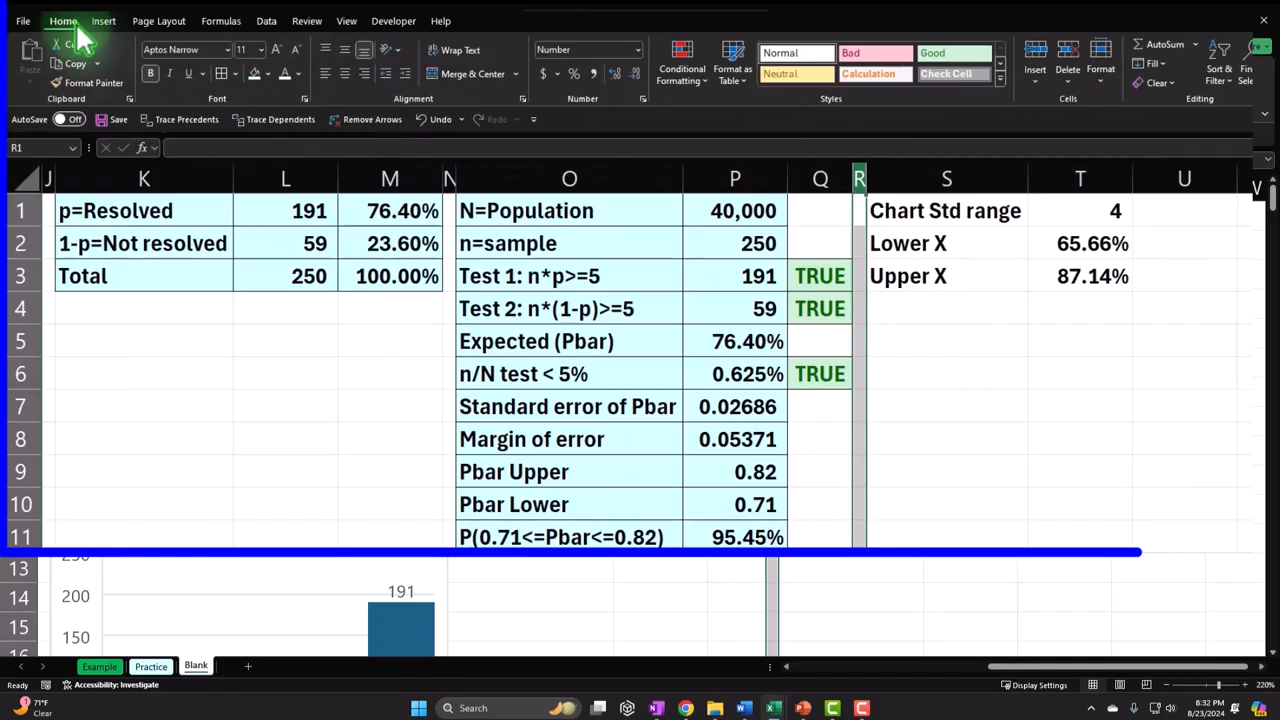 File Home Insert Page Layout Formulas Data Review View Developer Help
Aptos Narrow 11 Wrap Text Number Normal Bad Good AutoSum
Paste Copy Merge & Center Conditional Formatting Format as Table Neutral Calculation Check Cell Insert Delete Format Fill Sort & Filter
Format Painter Clear
Clipboard Font Alignment Number Styles Cells Editing
AutoSave Off Save Trace Precedents Trace Dependents Remove Arrows Undo Redo
R1 fx
J K L M N O P Q R S T U W
1 p=Resolved 191 76.40% N=Population 40,000 Chart Std range 4
2 1-p=Not resolved 59 23.60% n=sample 250 Lower X 65.66%
3 Total 250 100.00% Test 1: n*p>=5 191 TRUE Upper X 87.14%
4 Test 2: n*(1-p)>=5 59 TRUE
5 Expected (Pbar) 76.40%
6 n/N test < 5% 0.625% TRUE
7 Standard error of Pbar 0.02686
8 Margin of error 0.05371
9 Pbar Upper 0.82
10 Pbar Lower 0.71
11 P(0.71<=Pbar<=0.82) 95.45%
13
14 200 191
15 150
Example Practice Blank
Ready Accessibility: Investigate Display Settings 220%
71°F Search 8:32 PM
8/23/2024